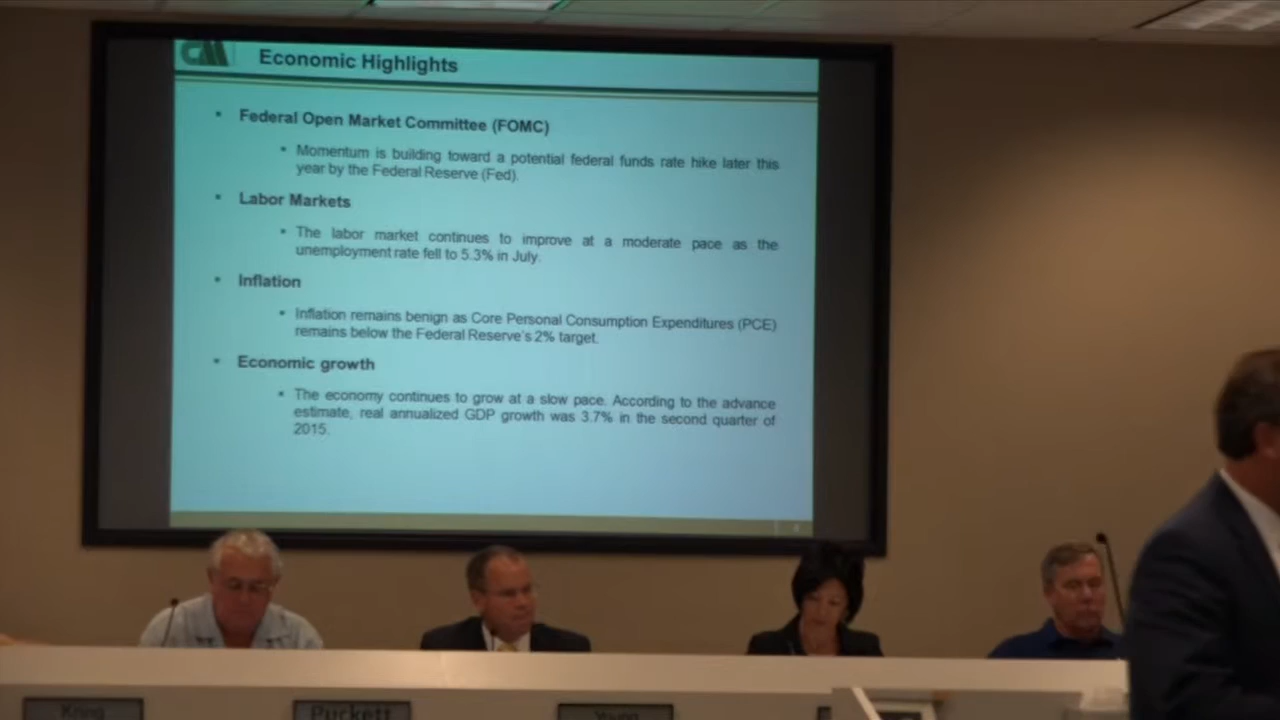 Economic Highlights
Federal Open Market Committee (FOMC)
Momentum is building toward a potential federal funds rate hike later this
year by the Federal Reserve (Fed).
Labor Markets
The labor market continues to improve at a moderate pace as the
unemployment rate fell to 5.3% in July.
Inflation
Inflation remains benign as Core Personal Consumption Expenditures (PCE)
remains below the Federal Reserve's 2% target.
Economic growth
The economy continues to grow at a slow pace. According to the advance
estimate, real annualized GDP growth was 3.7% in the second quarter of
2015.
Kring
Puckett
Young